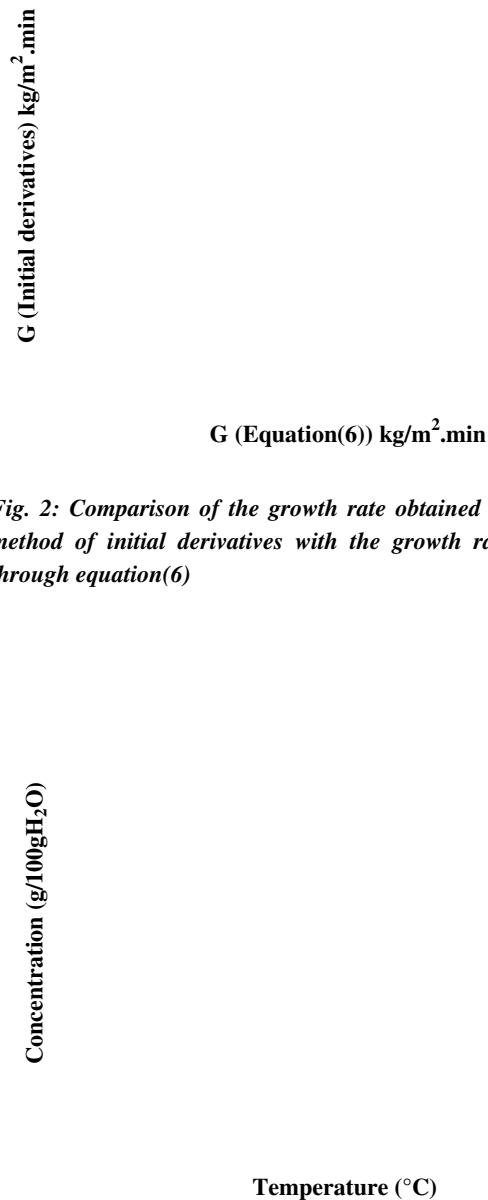 G (Initial derivatives) kg/m².min
G (Equation(6)) kg/m².min
Fig. 2: Comparison of the growth rate obtained
method of initial derivatives with the growth
through equation(6)
Concentration (g/100gH₂O)
Temperature (°C)